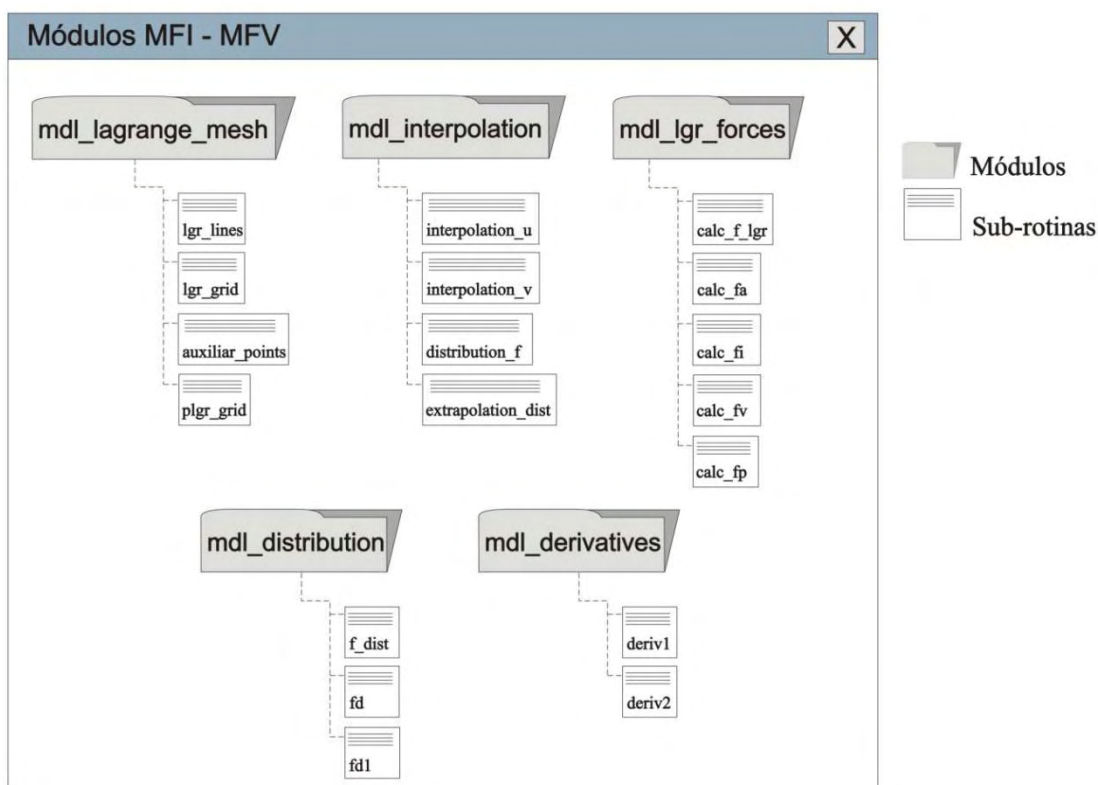 Módulos MFI - MFV
X
mdl_lagrange_mesh
lgr_lines
lgr_grid
auxiliar_points
plgr_grid
mdl_interpolation
interpolation_u
interpolation_v
distribution_f
extrapolation_dist
mdl_lgr_forces
calc_f_lgr
calc_fa
calc_fi
calc_fv
calc_fp
mdl_distribution
f_dist
fd
fd1
mdl_derivatives
deriv1
deriv2
Módulos
Sub-rotinas